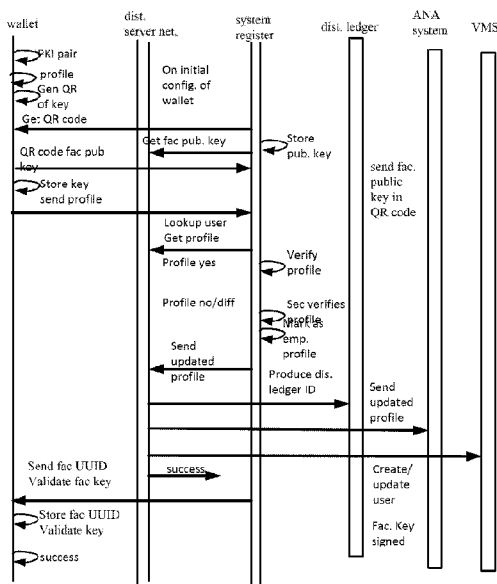 wallet
dist.
server net.
system
register
dist. ledger
ANA
system
VMS
PKI pair
profile
Gen QR
of key
On initial
config. of
wallet
Get QR code
Store
pub. key
Get fac pub. key
QR code fac pub
key
send fac.
public
key in
QR code
Store key
send profile
Lookup user
Get profile
Verify
profile
Profile yes
Profile no/diff
Sec verifies
profile
Mark as
emp.
profile
Send
updated
profile
Produce dis.
ledger ID
Send
updated
profile
Send fac UUID
Validate fac key
success
Create/
update
user
Store fac UUID
Validate key
Fac. Key
signed
success